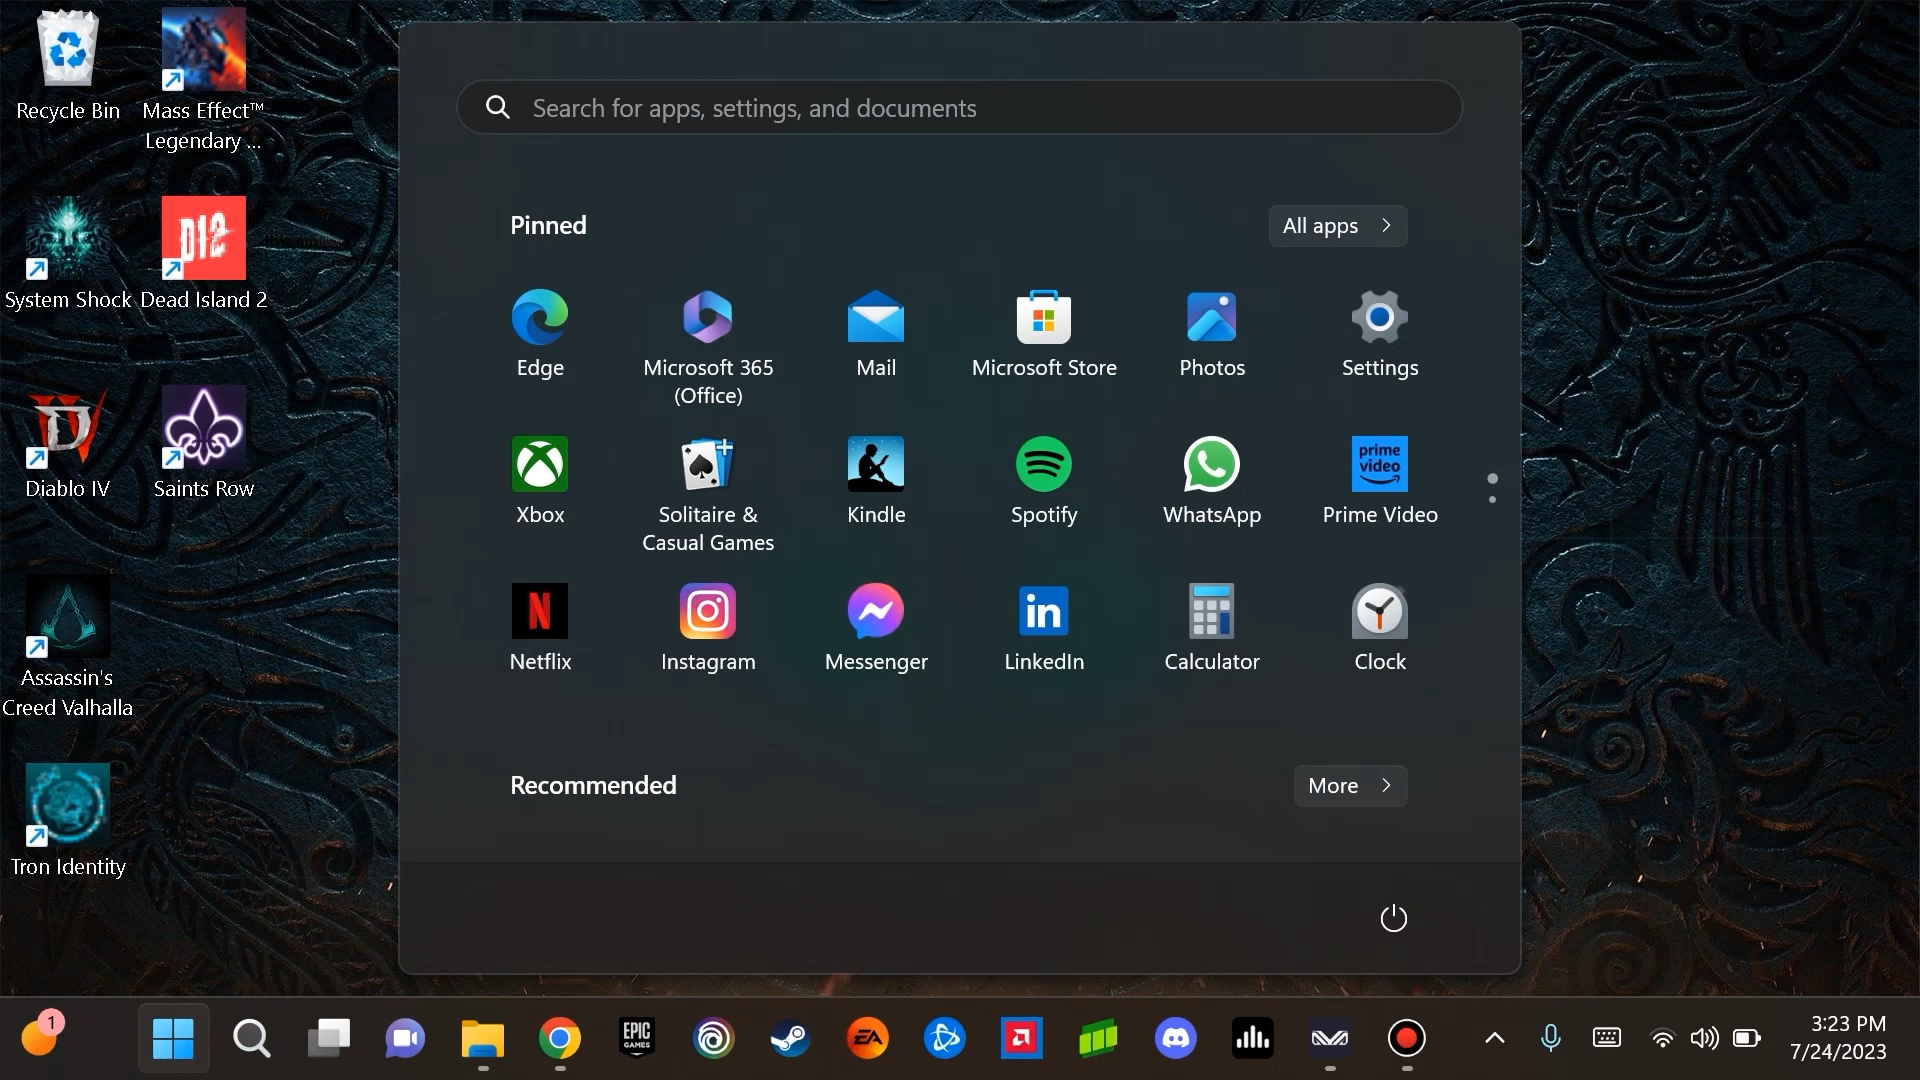 Recycle Bin
Mass Effect™
Legendary ...
System Shock
D12
Dead Island 2
Diablo IV
Saints Row
Assassin's
Creed Valhalla
Tron Identity
Search for apps, settings, and documents
Pinned
All apps
Edge
Microsoft 365
(Office)
Mail
Microsoft Store
Photos
Settings
Xbox
Solitaire &
Casual Games
Kindle
Spotify
WhatsApp
prime
video
Prime Video
N
Netflix
Instagram
Messenger
in
LinkedIn
Calculator
Clock
Recommended
More
1
EPIC
GAMES
EA
3:23 PM
7/24/2023